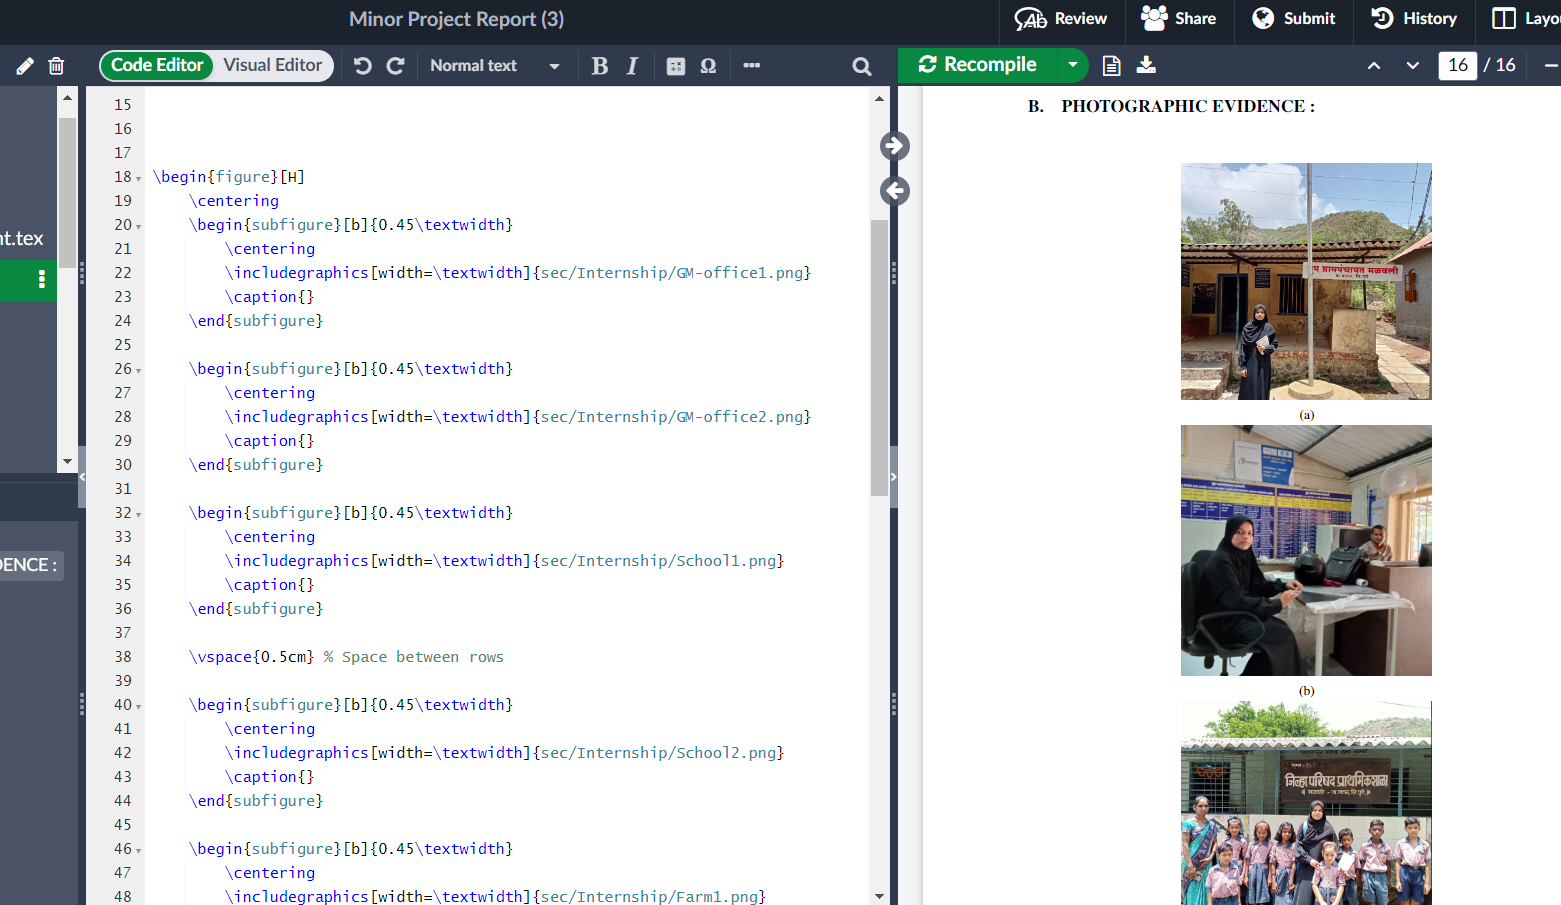 Minor Project Report (3)
Review
Share
Submit
History
Layo
Code Editor
Visual Editor
Normal text
B
I
Ω
Recompile
16 / 16
nt.tex
DENCE :
15
16
17
18 \begin{figure}[H]
19 \centering
20 \begin{subfigure}[b]{0.45\textwidth}
21 \centering
22 \includegraphics[width=\textwidth]{sec/Internship/GM-office1.png}
23 \caption{}
24 \end{subfigure}
25
26 \begin{subfigure}[b]{0.45\textwidth}
27 \centering
28 \includegraphics[width=\textwidth]{sec/Internship/GM-office2.png}
29 \caption{}
30 \end{subfigure}
31
32 \begin{subfigure}[b]{0.45\textwidth}
33 \centering
34 \includegraphics[width=\textwidth]{sec/Internship/School1.png}
35 \caption{}
36 \end{subfigure}
37
38 \vspace{0.5cm} % Space between rows
39
40 \begin{subfigure}[b]{0.45\textwidth}
41 \centering
42 \includegraphics[width=\textwidth]{sec/Internship/School2.png}
43 \caption{}
44 \end{subfigure}
45
46 \begin{subfigure}[b]{0.45\textwidth}
47 \centering
48 \includegraphics[width=\textwidth]{sec/Internship/Farm1.png}
B. PHOTOGRAPHIC EVIDENCE :
ग्रामपंचायत मळवली
(a)
(b)
जिल्हा परिषद प्राथमिक शाळा